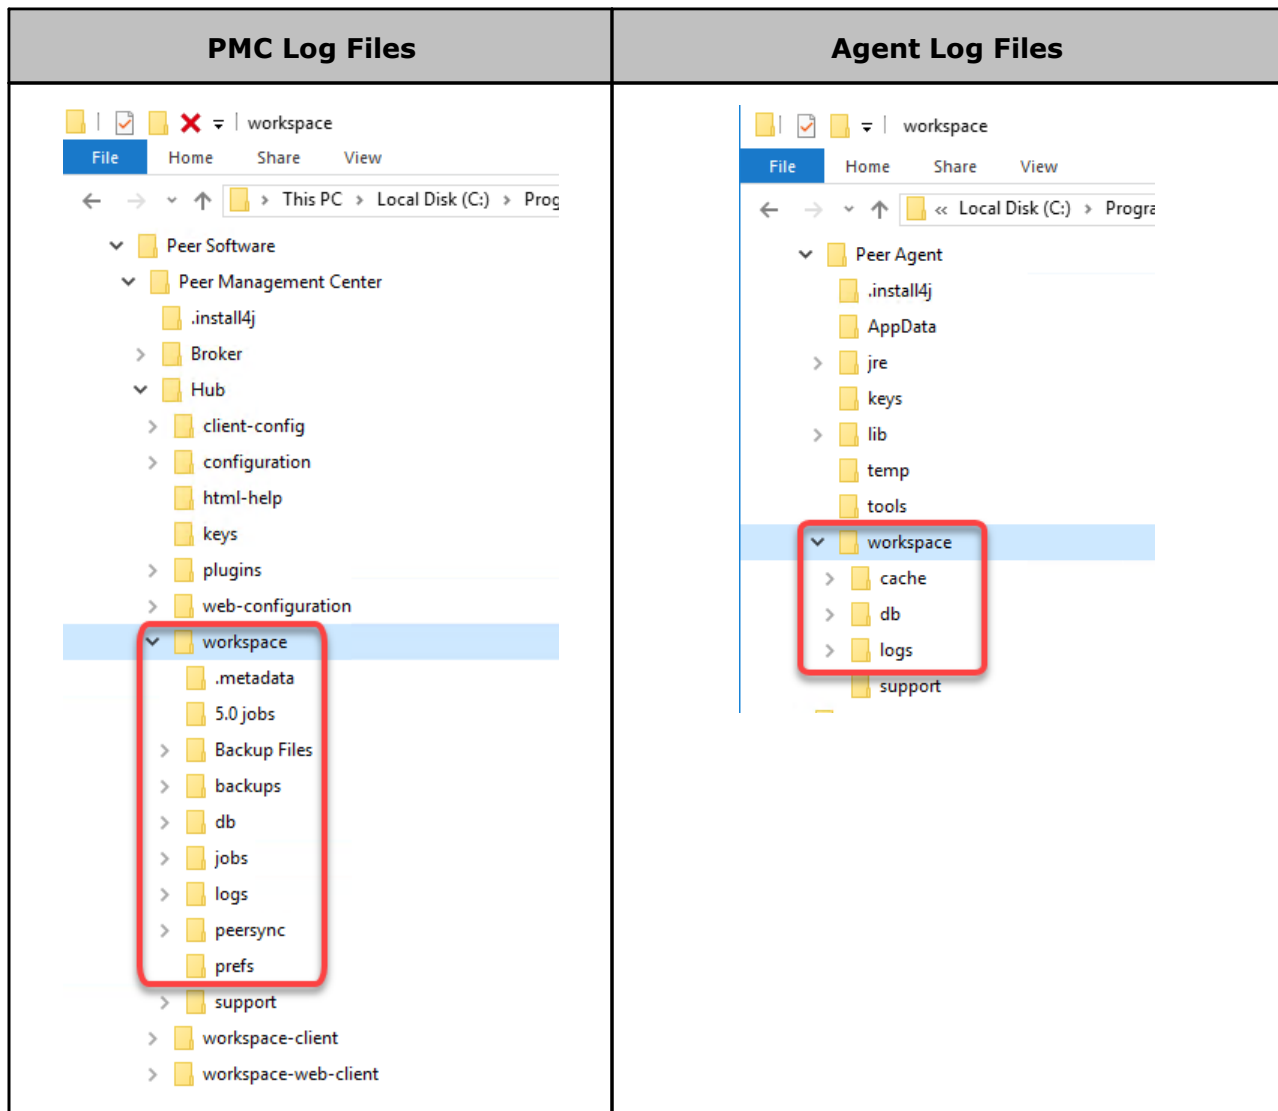 PMC Log Files
Agent Log Files
workspace
File Home Share View
This PC > Local Disk (C:) > Prog
Peer Software
Peer Management Center
.install4j
Broker
Hub
client-config
configuration
html-help
keys
plugins
web-configuration
workspace
.metadata
5.0 jobs
Backup Files
backups
db
jobs
logs
peersync
prefs
support
workspace-client
workspace-web-client
workspace
File Home Share View
« Local Disk (C:) > Progra
Peer Agent
.install4j
AppData
jre
keys
lib
temp
tools
workspace
cache
db
logs
support